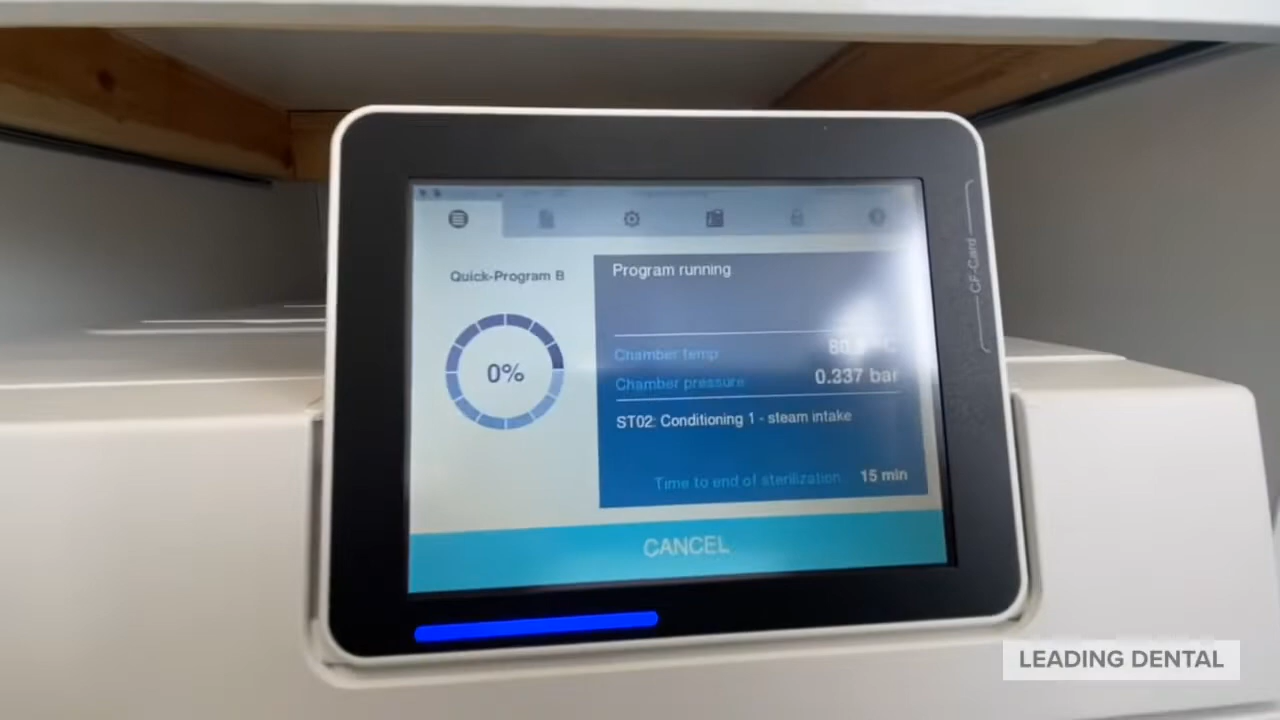 Quick-Program B
0%
Program running
Chamber temp
Chamber pressure 0.337 bar
ST02: Conditioning 1 - steam intake
Time to end of sterilization 15 min
CANCEL
CF-Card
LEADING DENTAL